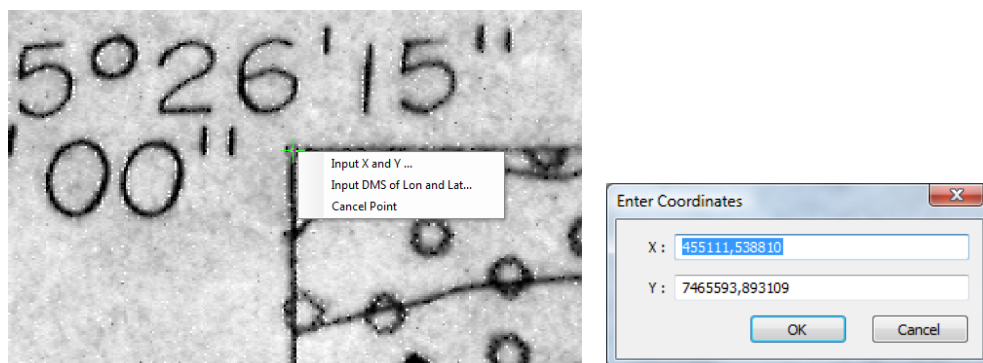 5°26'15"
'00"
Input X and Y ...
Input DMS of Lon and Lat...
Cancel Point
Enter Coordinates
X :
455111,538810
Y :
7465593,893109
OK
Cancel